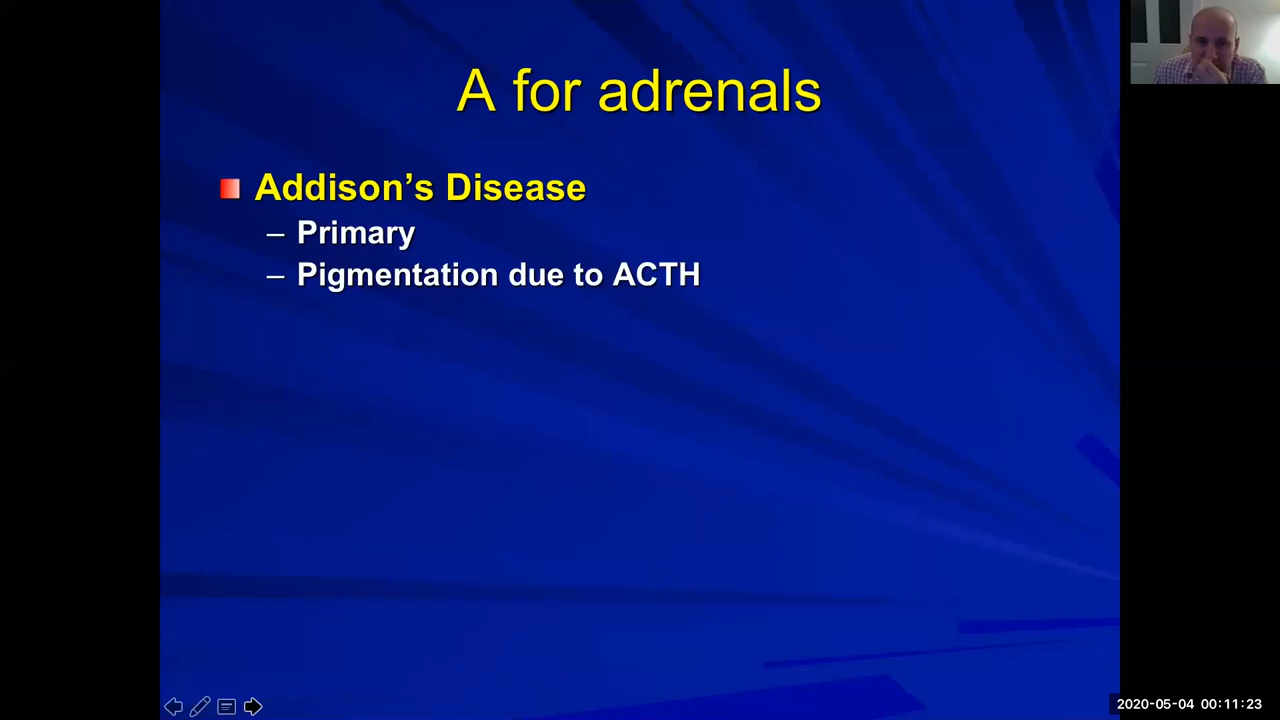 A for adrenals
Addison’s Disease
– Primary
– Pigmentation due to ACTH
2020-05-04 00:11:23